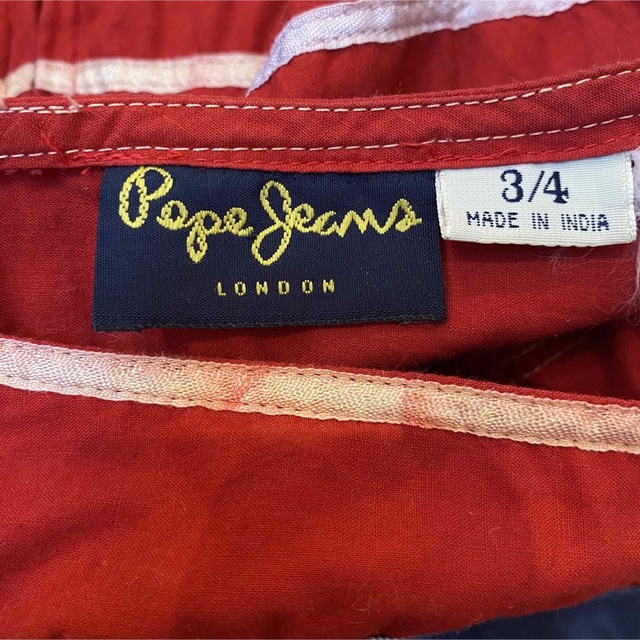 Pepe Jeans
LONDON
3/4
MADE IN INDIA